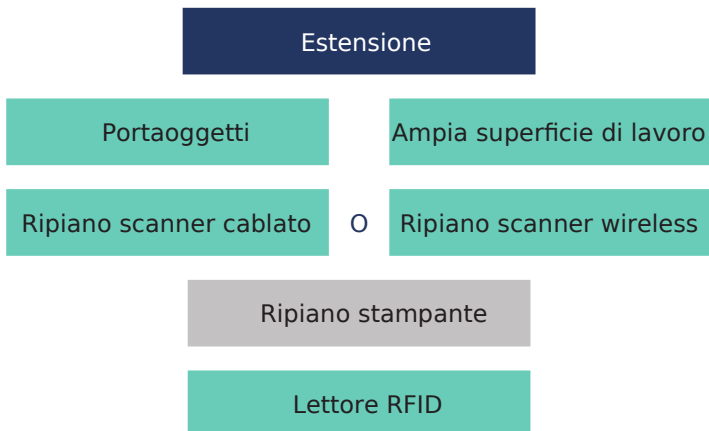 Estensione
Portaoggetti
Ampia superficie di lavoro
Ripiano scanner cablato
O
Ripiano scanner wireless
Ripiano stampante
Lettore RFID